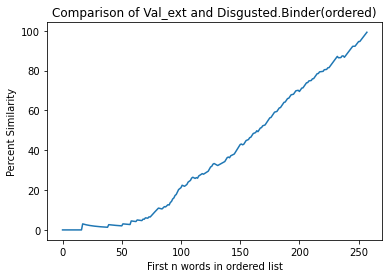 Comparison of Val_ext and Disgusted.Binder(ordered)
Percent Similarity
100
80
60
40
20
0
0 50 100 150 200 250
First n words in ordered list